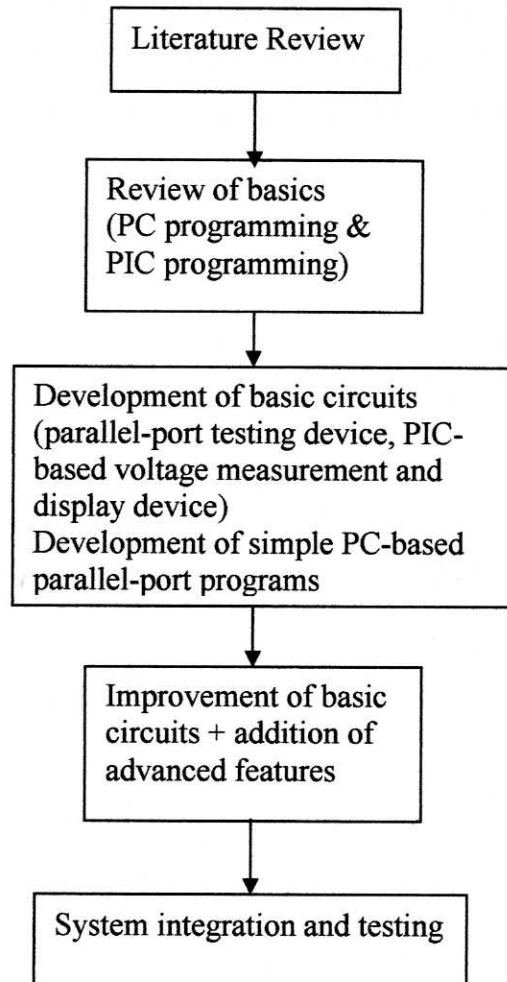 Literature Review
Review of basics
(PC programming &
PIC programming)
Development of basic circuits
(parallel-port testing device, PIC-
based voltage measurement and
display device)
Development of simple PC-based
parallel-port programs
Improvement of basic
circuits + addition of
advanced features
System integration and testing